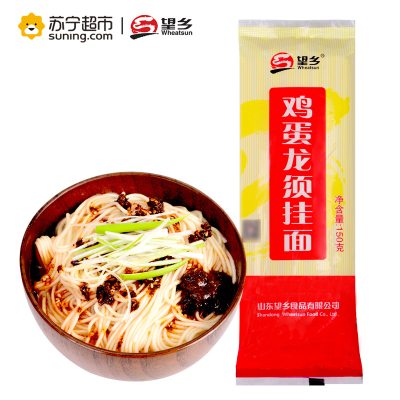 苏宁超市
suning.com
望乡
Wheatsun
望乡®
Wheatsun
鸡蛋龙须挂面
净含量:150克
山东望乡食品有限公司
Shandong Wheatsun Food Co., Ltd.